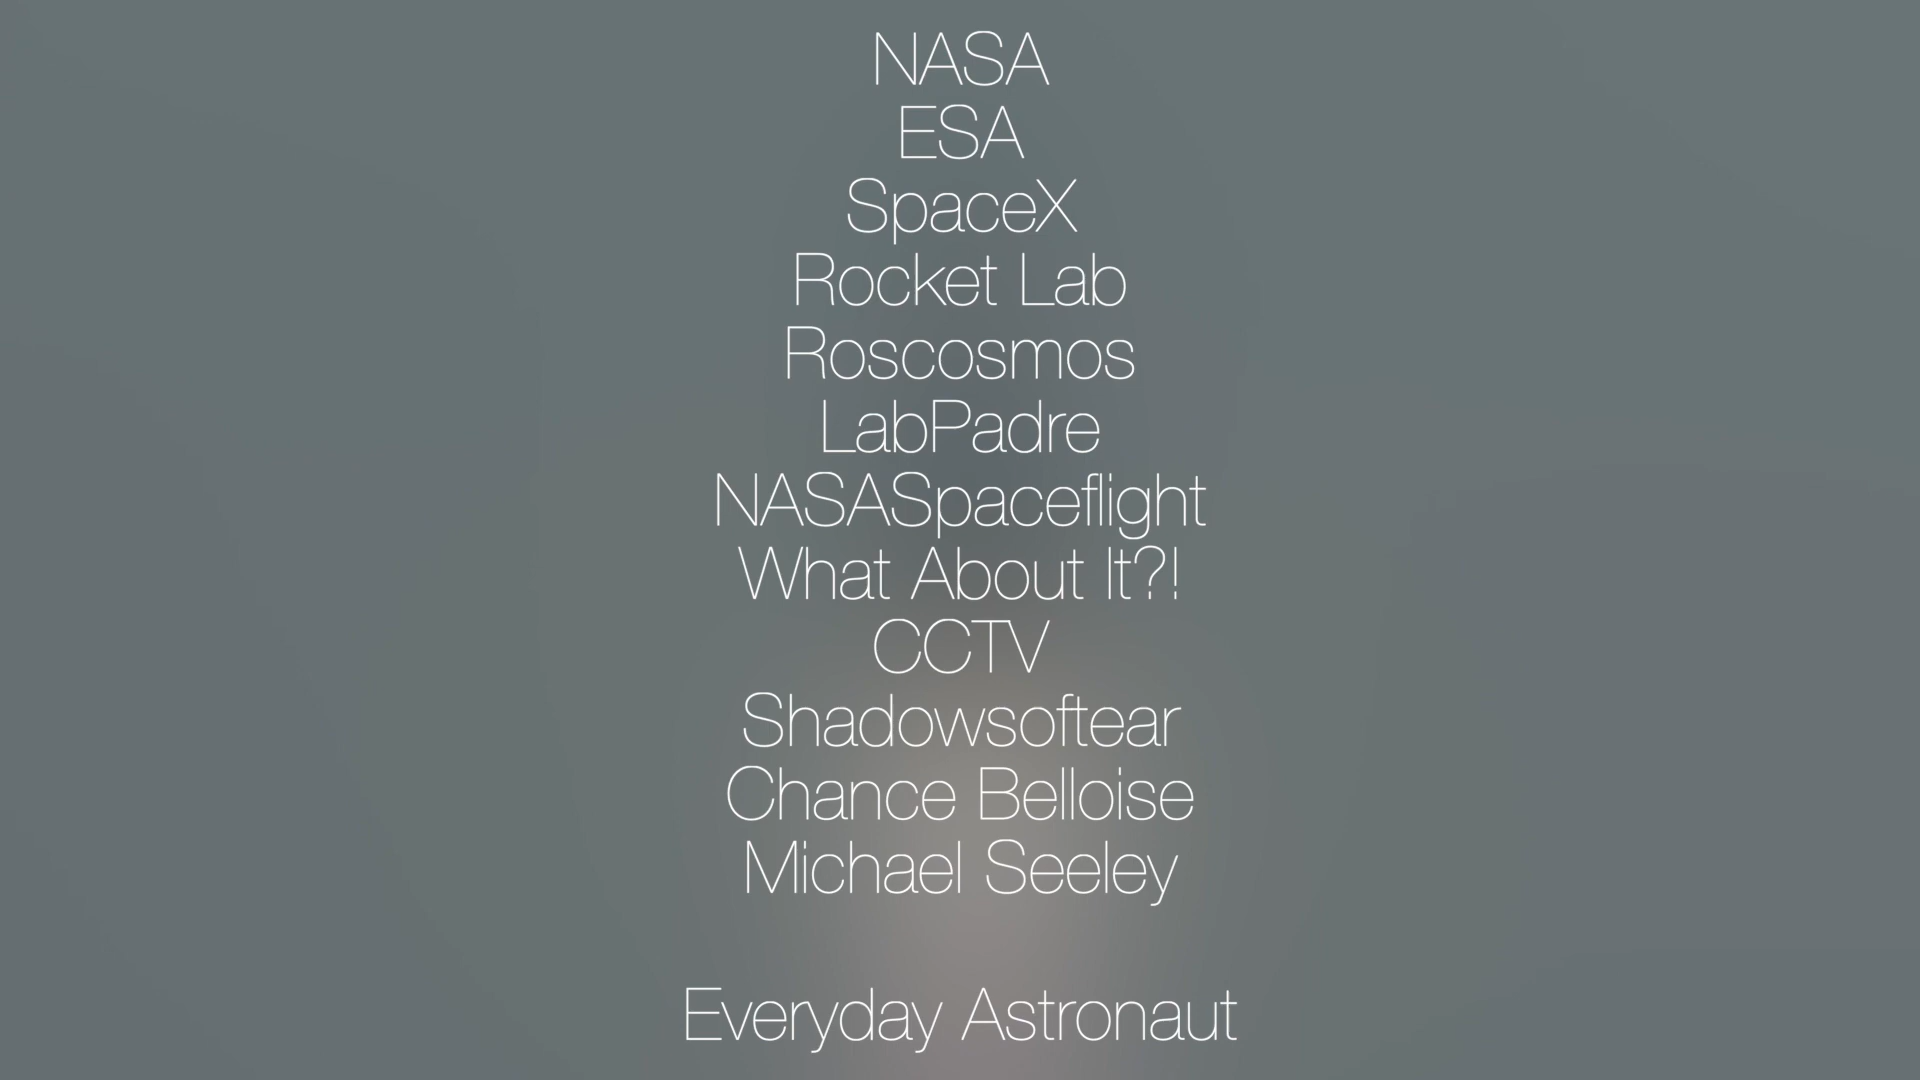 NASA
ESA
SpaceX
Rocket Lab
Roscosmos
LabPadre
NASASpaceflight
What About It?!
CCTV
Shadowsoftear
Chance Belloise
Michael Seeley
Everyday Astronaut